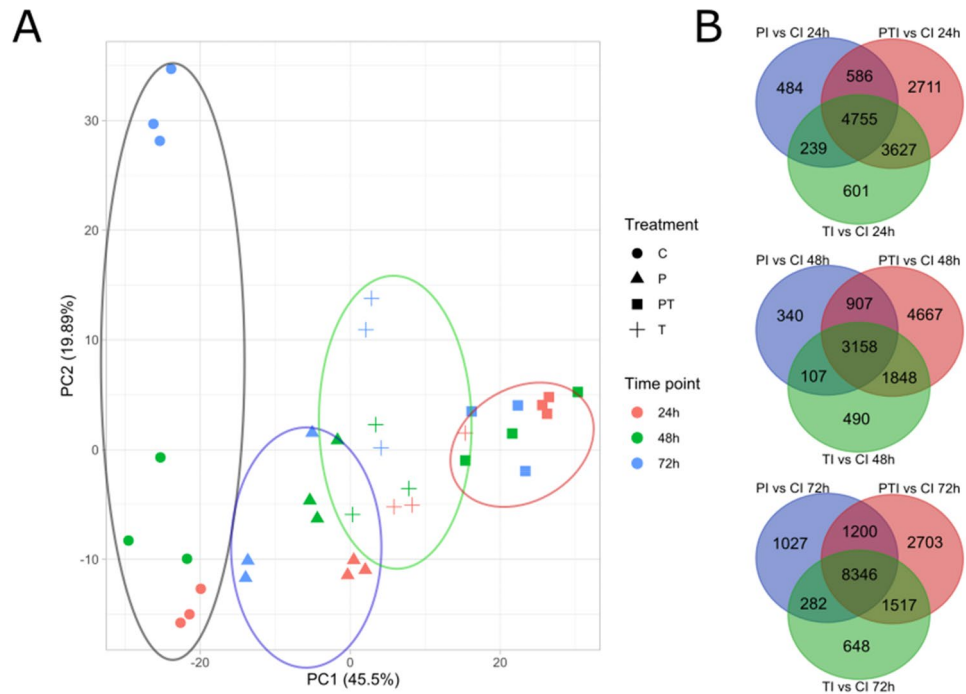 A
30
20
10
0
-10
-20
0
20
PC2 (19.89%)
PC1 (45.5%)
Treatment
C
P
PT
T
Time point
24h
48h
72h
B
PI vs CI 24h
PTI vs CI 24h
484
586
2711
4755
239
3627
601
TI vs CI 24h
PI vs CI 48h
PTI vs CI 48h
340
907
4667
3158
107
1848
490
TI vs CI 48h
PI vs CI 72h
PTI vs CI 72h
1027
1200
2703
8346
282
1517
648
TI vs CI 72h